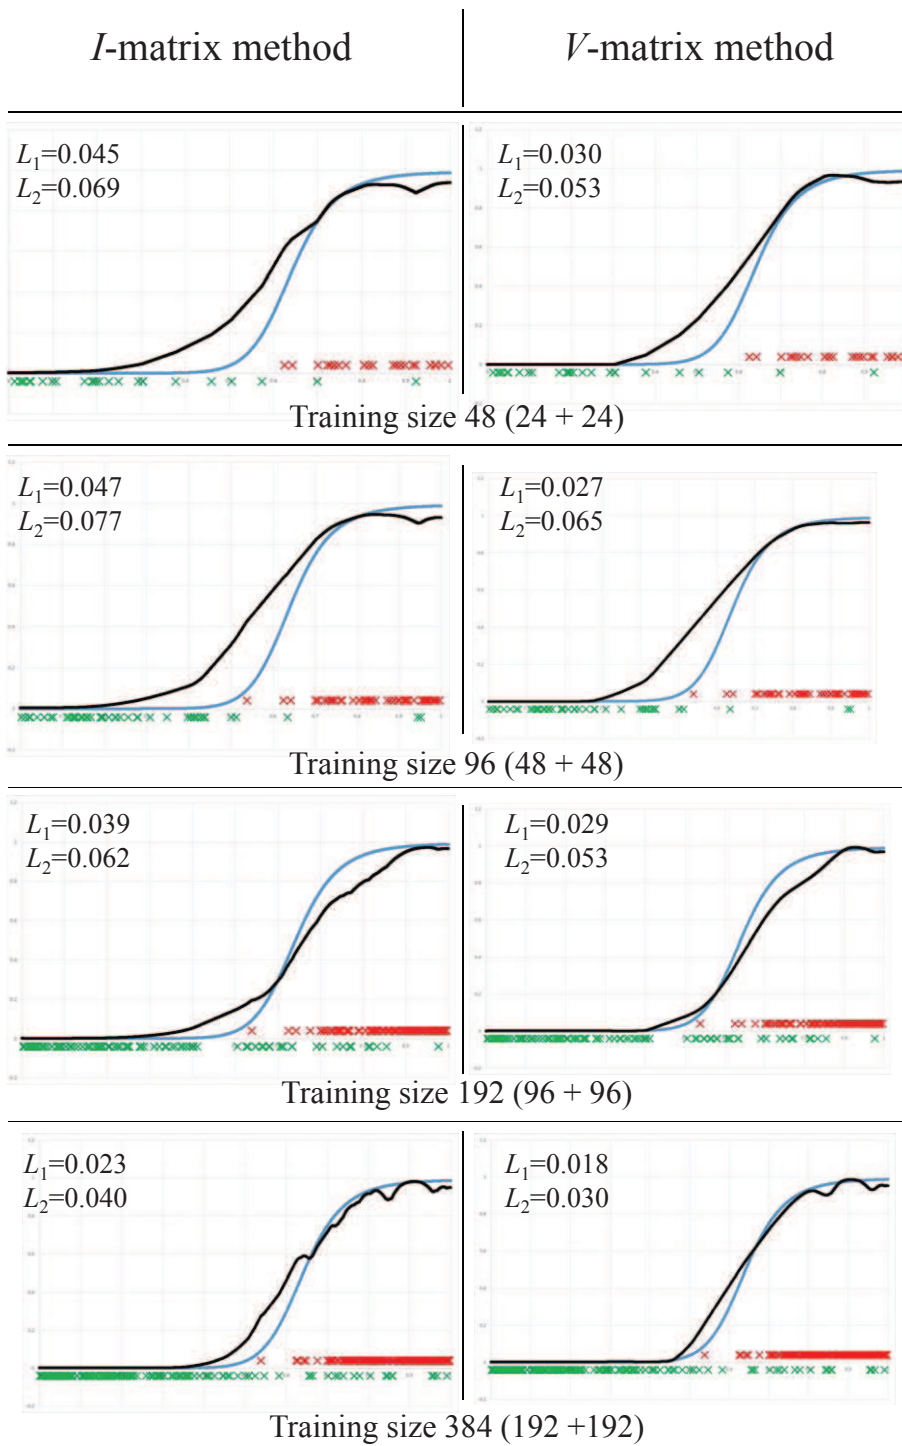 I-matrix method
V-matrix method
L1=0.045
L2=0.069
L1=0.030
L2=0.053
Training size 48 (24 + 24)
L1=0.047
L2=0.077
L1=0.027
L2=0.065
Training size 96 (48 + 48)
L1=0.039
L2=0.062
L1=0.029
L2=0.053
Training size 192 (96 + 96)
L1=0.023
L2=0.040
L1=0.018
L2=0.030
Training size 384 (192 +192)